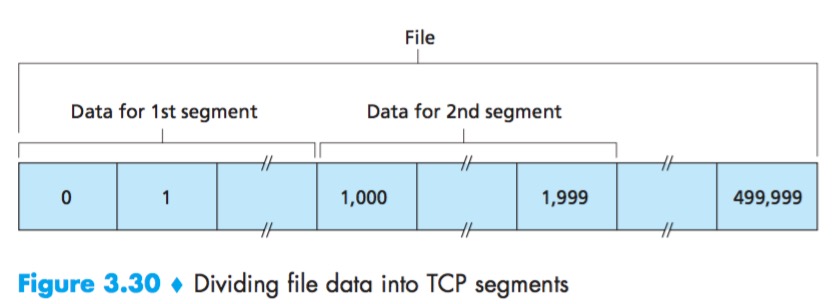 File
Data for 1st segment Data for 2nd segment
0 1 1,000 1,999 499,999
Figure 3.30 ♦ Dividing file data into TCP segments